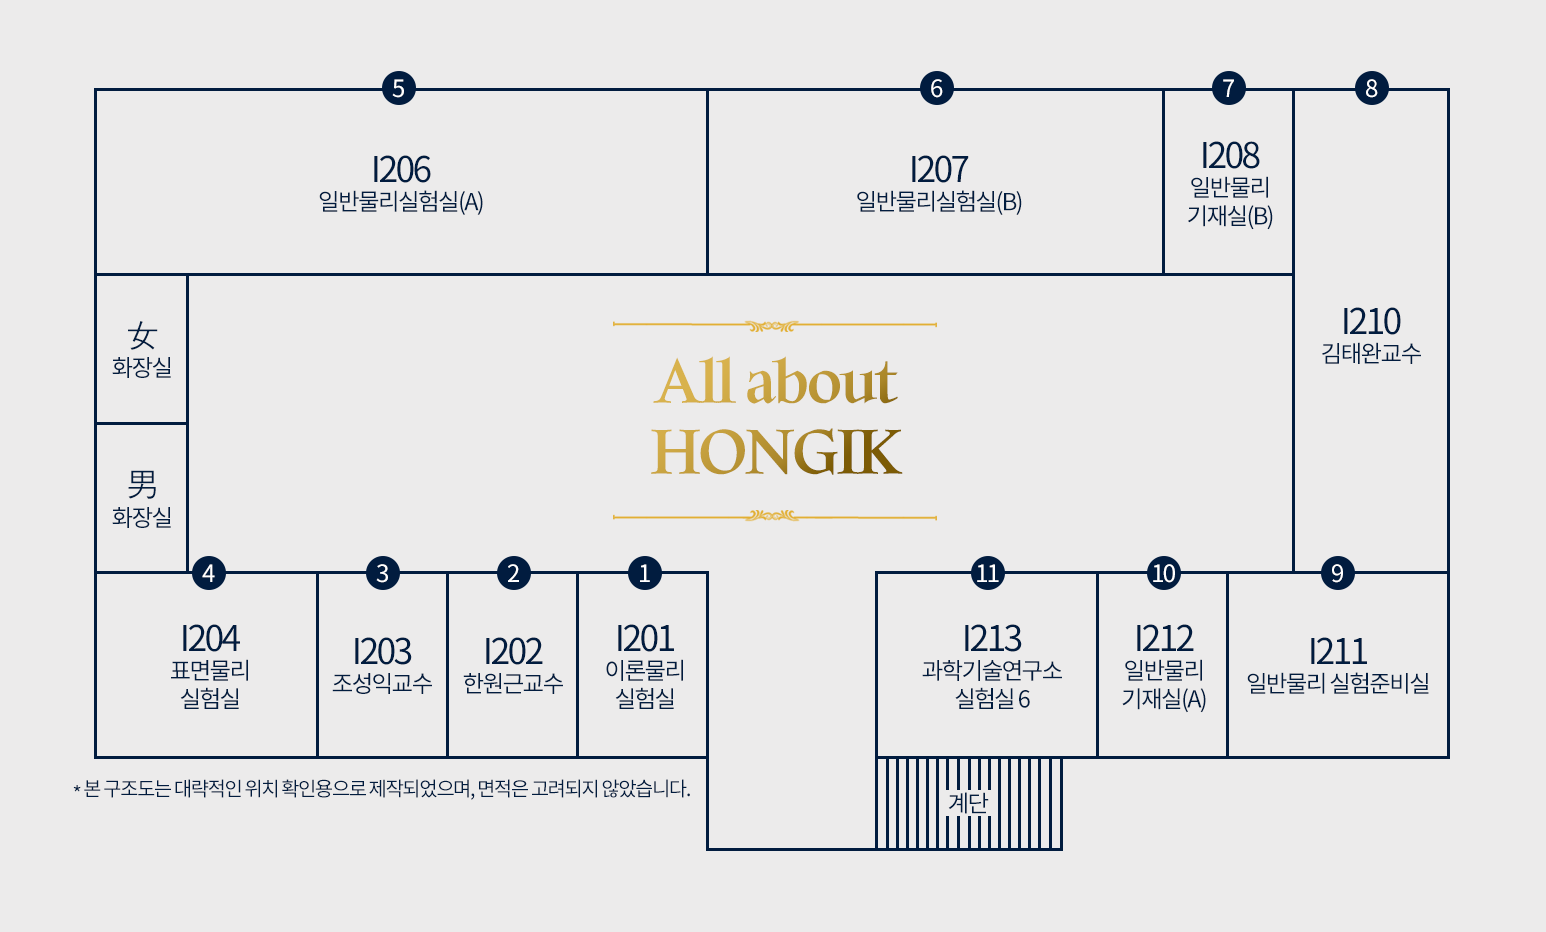 5
6
7
8
I206
일반물리실험실(A)
I207
일반물리실험실(B)
I208
일반물리
기재실(B)
I210
김태완교수
女
화장실
男
화장실
All about
HONGIK
4
3
2
1
11
10
9
I204
표면물리
실험실
I203
조성익교수
I202
한원근교수
I201
이론물리
실험실
I213
과학기술연구소
실험실 6
I212
일반물리
기재실(A)
I211
일반물리 실험준비실
* 본 구조도는 대략적인 위치 확인용으로 제작되었으며, 면적은 고려되지 않았습니다.
계단